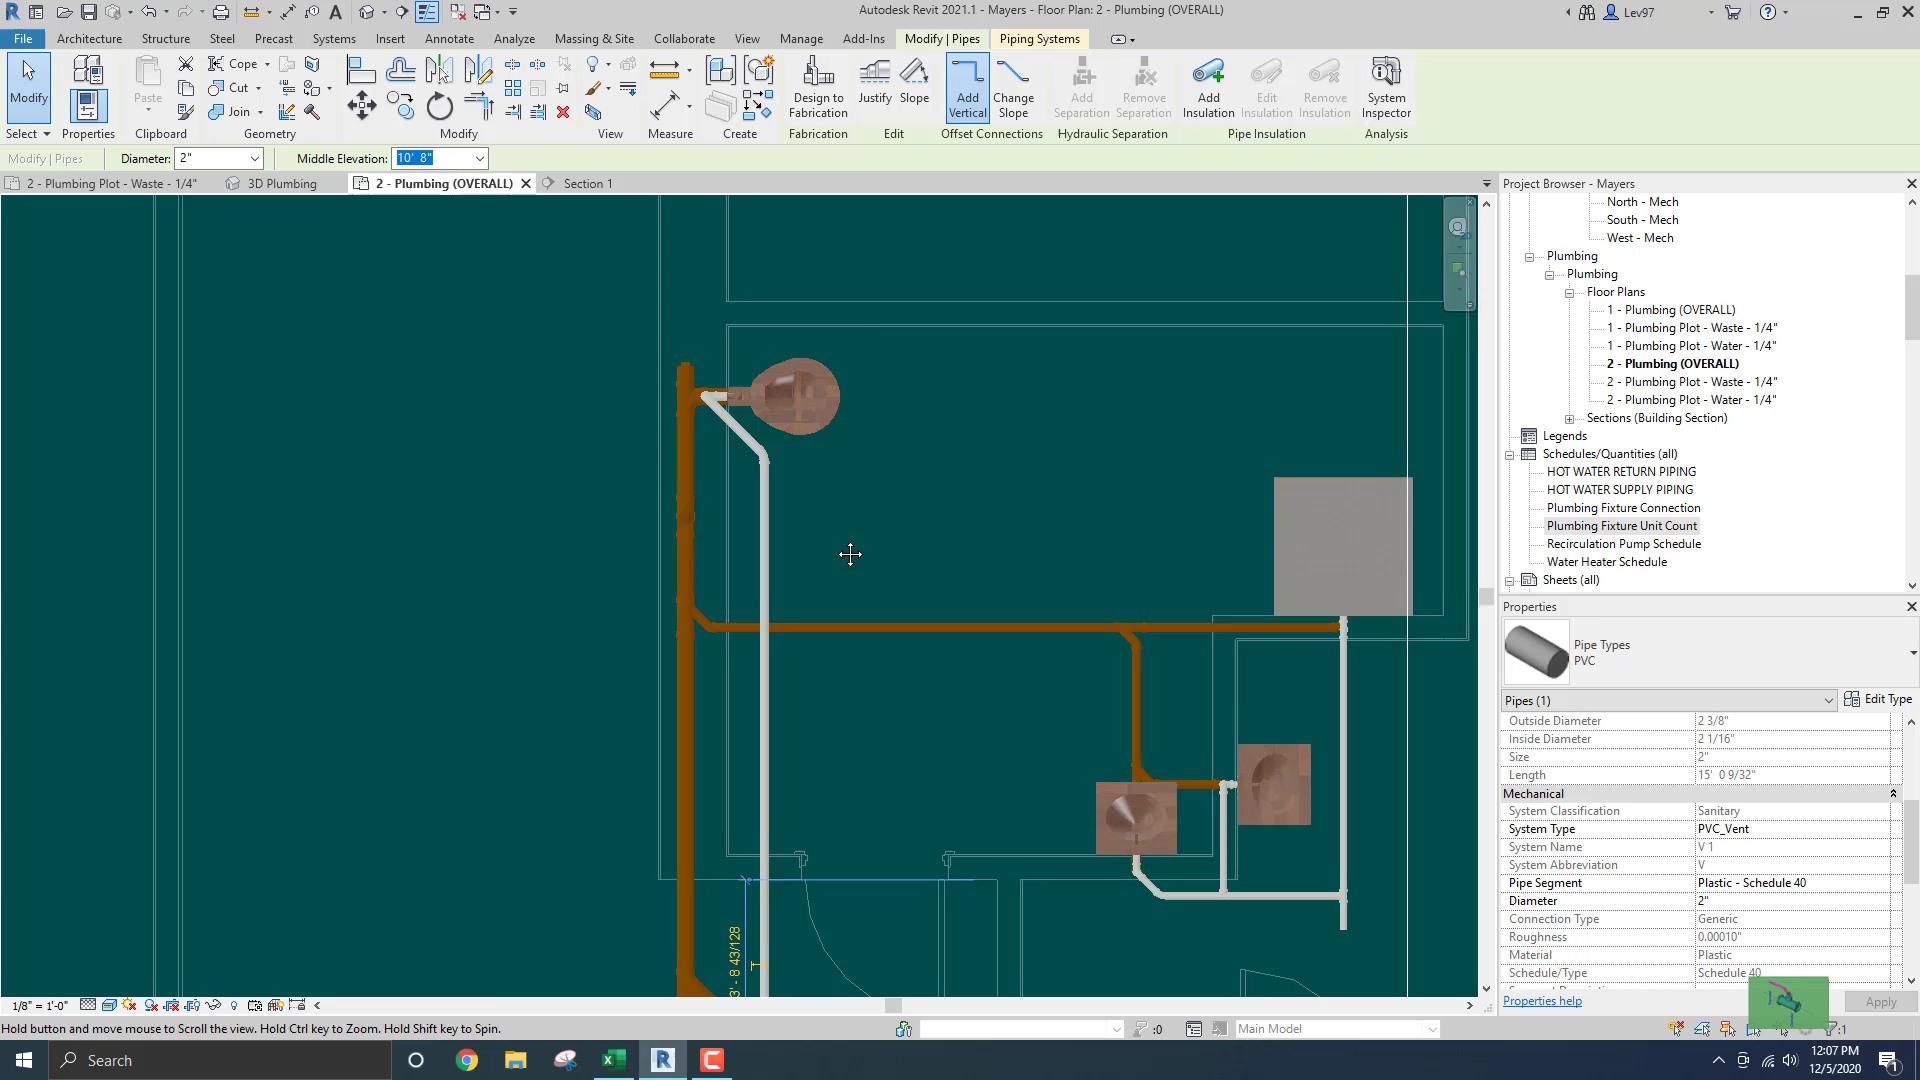 Autodesk Revit 2021.1 - Mayers - Floor Plan: 2 - Plumbing (OVERALL)
Lev97
File Architecture Structure Steel Precast Systems Insert Annotate Analyze Massing & Site Collaborate View Manage Add-Ins Modify | Pipes Piping Systems
Modify
Paste
Cope
Cut
Join
Design to Fabrication
Justify
Slope
Add Vertical
Change Slope
Add Separation
Remove Separation
Add Insulation
Edit Insulation
Remove Insulation
System Inspector
Select Properties Clipboard Geometry Modify View Measure Create Fabrication Edit Offset Connections Hydraulic Separation Pipe Insulation Analysis
Modify | Pipes Diameter: 2" Middle Elevation: 10' 8"
2 - Plumbing Plot - Waste - 1/4" 3D Plumbing 2 - Plumbing (OVERALL) Section 1
Project Browser - Mayers
North - Mech
South - Mech
West - Mech
Plumbing
Plumbing
Floor Plans
1 - Plumbing (OVERALL)
1 - Plumbing Plot - Waste - 1/4"
1 - Plumbing Plot - Water - 1/4"
2 - Plumbing (OVERALL)
2 - Plumbing Plot - Waste - 1/4"
2 - Plumbing Plot - Water - 1/4"
Sections (Building Section)
Legends
Schedules/Quantities (all)
HOT WATER RETURN PIPING
HOT WATER SUPPLY PIPING
Plumbing Fixture Connection
Plumbing Fixture Unit Count
Recirculation Pump Schedule
Water Heater Schedule
Sheets (all)
Properties
Pipe Types
PVC
Pipes (1) Edit Type
Outside Diameter 2 3/8"
Inside Diameter 2 1/16"
Size 2"
Length 15' 0 9/32"
Mechanical
System Classification Sanitary
System Type PVC_Vent
System Name V 1
System Abbreviation V
Pipe Segment Plastic - Schedule 40
Diameter 2"
Connection Type Generic
Roughness 0.00010"
Material Plastic
Schedule/Type Schedule 40
Properties help Apply
3' - 8 43/128
1/8" = 1'-0"
Hold button and move mouse to Scroll the view. Hold Ctrl key to Zoom. Hold Shift key to Spin.
:0 Main Model :1
Search
12:07 PM
12/5/2020
1